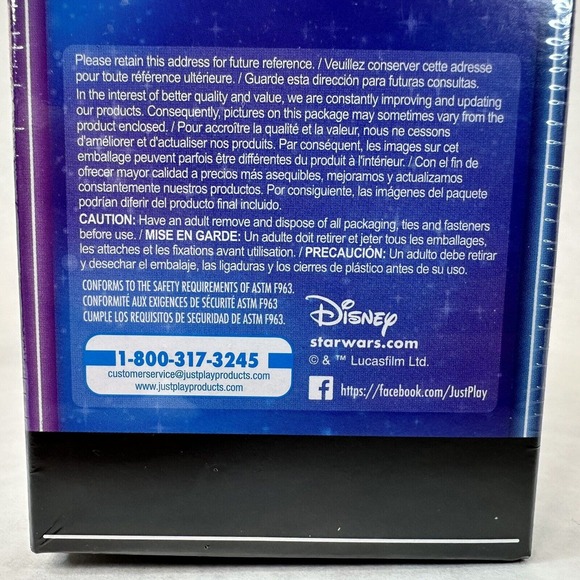 Please retain this address for future reference. / Veuillez conserver cette adresse
pour toute référence ultérieure. / Guarde esta dirección para futuras consultas.
In the interest of better quality and value, we are constantly improving and updating
our products. Consequently, pictures on this package may sometimes vary from the
product enclosed. / Pour accroître la qualité et la valeur, nous ne cessons
d'améliorer et d'actualiser nos produits. Par conséquent, les images sur cet
emballage peuvent parfois être différentes du produit à l'intérieur. / Con el fin de
ofrecer mayor calidad a precios más asequibles, mejoramos y actualizamos
constantemente nuestros productos. Por consiguiente, las imágenes del paquete
podrían diferir del producto final incluido.
CAUTION: Have an adult remove and dispose of all packaging, ties and fasteners
before use. / MISE EN GARDE: Un adulte doit retirer et jeter tous les emballages,
les attaches et les fixations avant utilisation. / PRECAUCIÓN: Un adulto debe retirar
y desechar el embalaje, las ligaduras y los cierres de plástico antes de su uso.
CONFORMS TO THE SAFETY REQUIREMENTS OF ASTM F963.
CONFORMITÉ AUX EXIGENCES DE SÉCURITÉ ASTM F963
CUMPLE LOS REQUISITOS DE SEGURIDAD DE ASTM F963.
Disney
starwars.com
© & ™ Lucasfilm Ltd.
1-800-317-3245
customerservice@justplayproducts.com
www.justplayproducts.com
f https://facebook.com/JustPlay